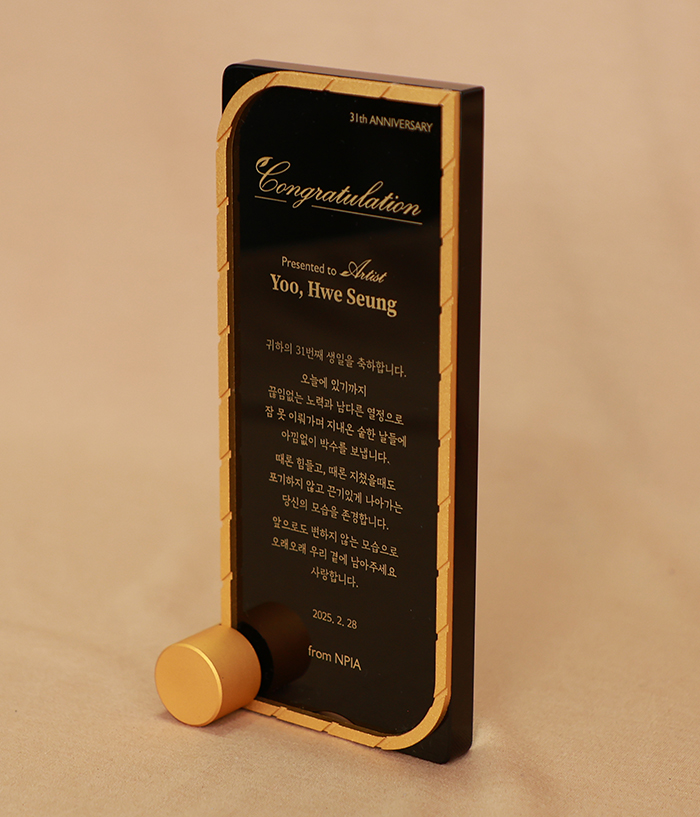 31th ANNIVERSARY
Congratulation
Presented to Artist
Yoo, Hwe Seung
귀하의 31번째 생일을 축하합니다.
오늘에 있기까지
끊임없는 노력과 남다른 열정으로
잠 못 이뤄가며 지내온 숱한 날들에
아낌없이 박수를 보냅니다.
때론 힘들고, 때론 지쳤을때도
포기하지 않고 끈기있게 나아가는
당신의 모습을 존경합니다.
앞으로도 변하지 않는 모습으로
오래오래 우리 곁에 남아주세요
사랑합니다.
2025. 2. 28
from NPIA